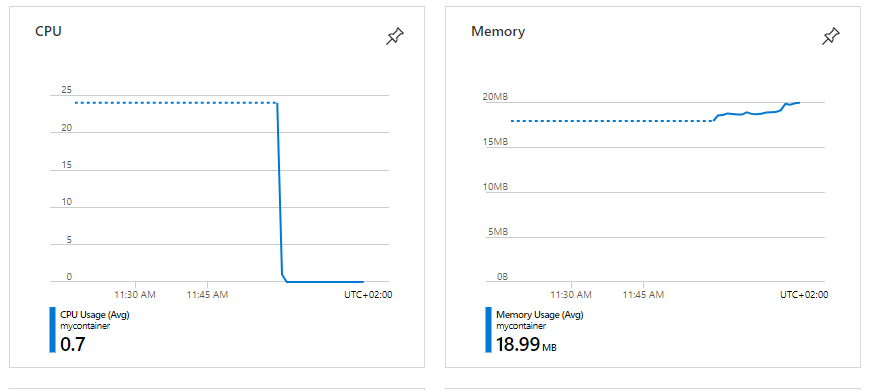 CPU
25
20
15
10
5
0
11:30 AM 11:45 AM UTC+02:00
CPU Usage (Avg)
mycontainer
0.7
Memory
20MB
15MB
10MB
5MB
0B
11:30 AM 11:45 AM UTC+02:00
Memory Usage (Avg)
mycontainer
18.99 MB